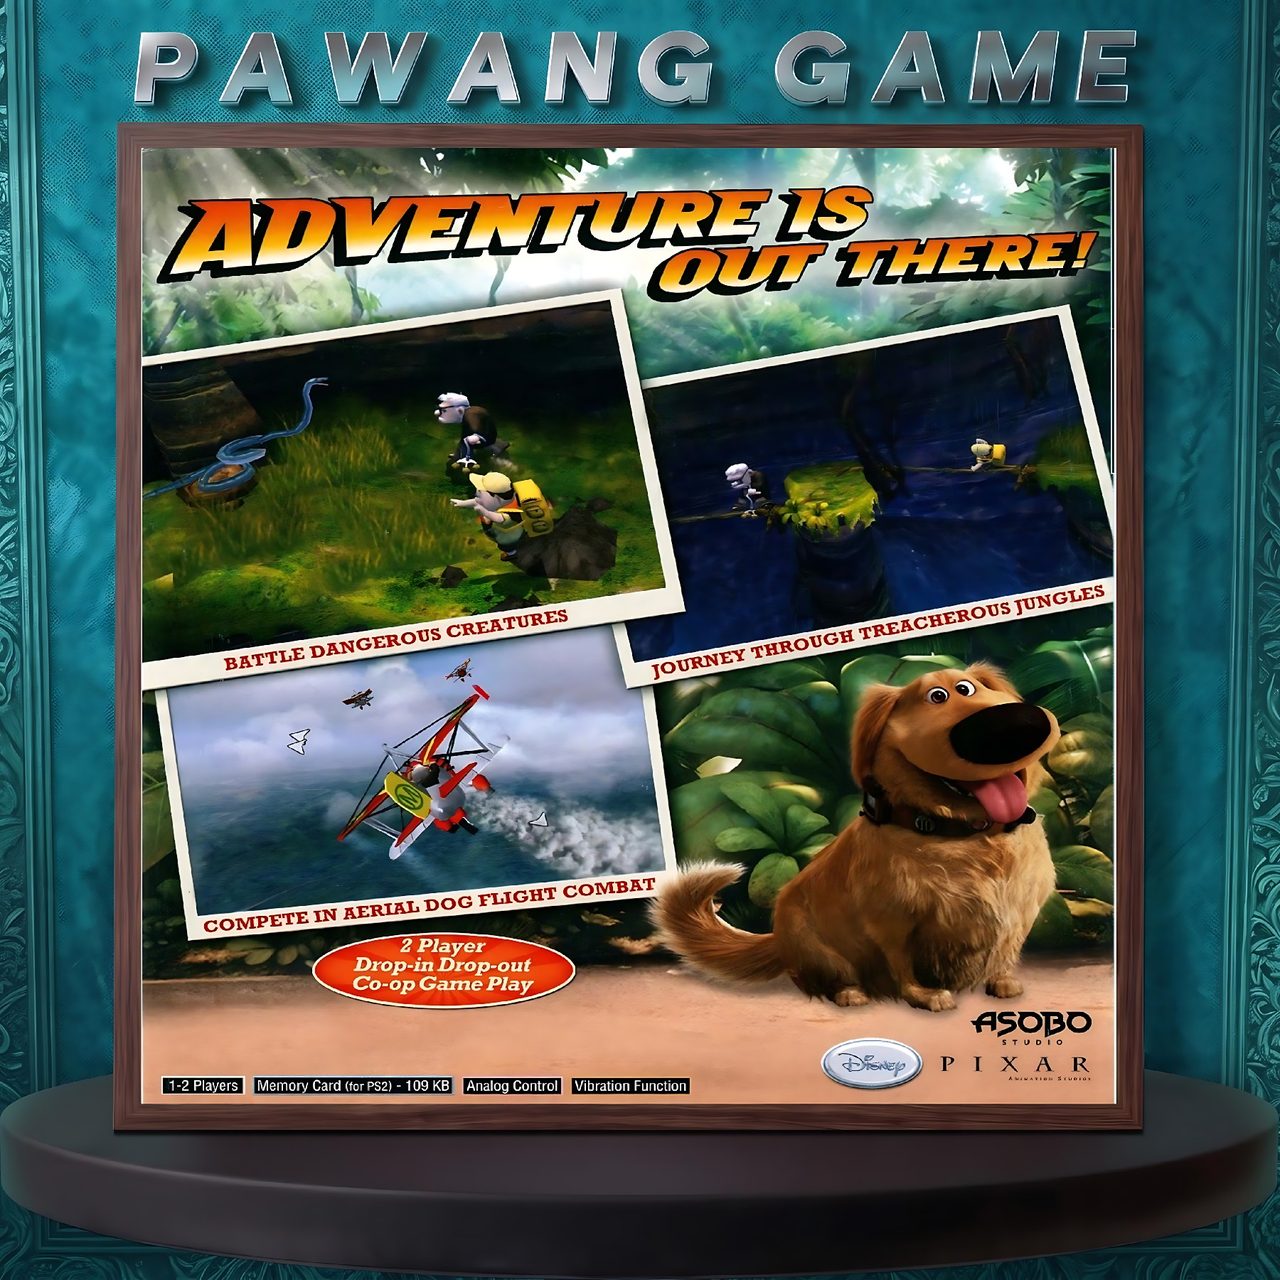 PAWANG GAME
ADVENTURE IS
OUT THERE!
BATTLE DANGEROUS CREATURES
JOURNEY THROUGH TREACHEROUS JUNGLES
COMPETE IN AERIAL DOG FLIGHT COMBAT
2 Player
Drop-in Drop-out
Co-op Game Play
ASOBO
STUDIO
Disney
PIXAR
ANIMATION STUDIOS
1-2 Players
Memory Card (for PS2) - 109 KB
Analog Control
Vibration Function